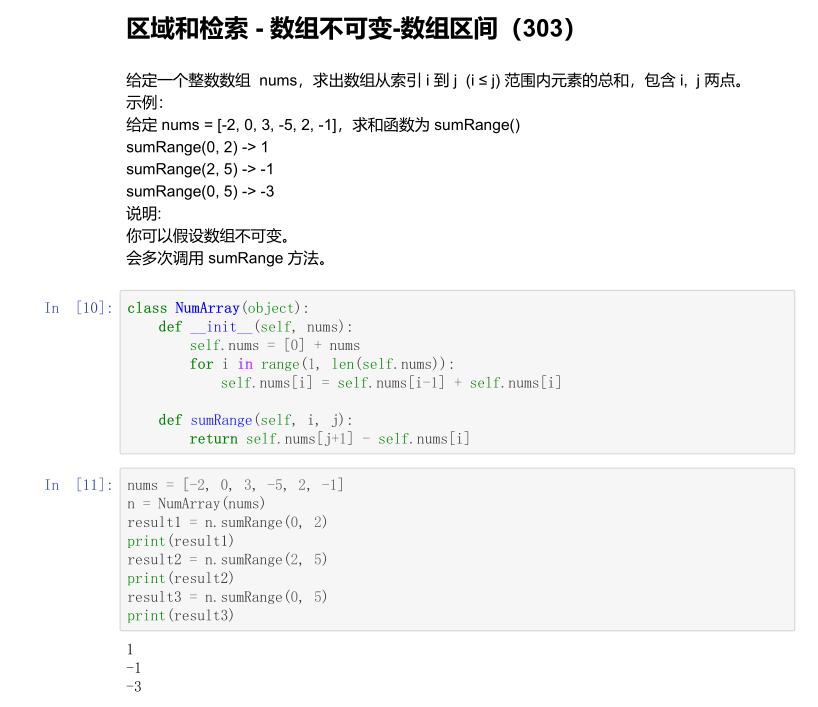 区域和检索 - 数组不可变-数组区间（303）
给定一个整数数组  nums，求出数组从索引 i 到 j  (i ≤ j) 范围内元素的总和，包含 i,  j 两点。
示例：
给定 nums = [-2, 0, 3, -5, 2, -1]，求和函数为 sumRange()
sumRange(0, 2) -> 1
sumRange(2, 5) -> -1
sumRange(0, 5) -> -3
说明:
你可以假设数组不可变。
会多次调用 sumRange 方法。
In [10]: class NumArray(object):
    def __init__(self, nums):
        self.nums = [0] + nums
        for i in range(1, len(self.nums)):
            self.nums[i] = self.nums[i-1] + self.nums[i]
    def sumRange(self, i, j):
        return self.nums[j+1] - self.nums[i]
In [11]: nums = [-2, 0, 3, -5, 2, -1]
n = NumArray(nums)
result1 = n.sumRange(0, 2)
print(result1)
result2 = n.sumRange(2, 5)
print(result2)
result3 = n.sumRange(0, 5)
print(result3)
1
-1
-3